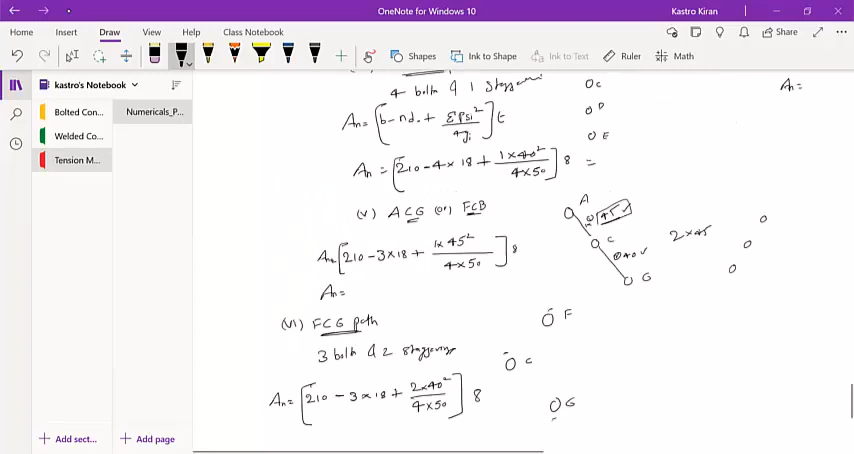 OneNote for Windows 10
Kastro Kiran
Home Insert Draw View Help Class Notebook
Share
Shapes Ink to Shape Ink to Text Ruler Math
kastro's Notebook
Bolted Con...
Welded Co...
Tension M...
Numericals_P...
4 bolts & 1 staggering
An = [b - nd. + Σpsi²/4gi] t
An = [210 - 4 × 18 + 1×40²/4×50] 8 =
(V) ACG (or) FCB
An = [210 - 3×18 + 1×45²/4×50] 8
An =
(VI) FCG path
3 bolts & 2 staggerings
An = [210 - 3×18 + 2×40²/4×50] 8
An =
C
D
E
A
45
C
40
G
2×45
F
C
G
+ Add sect...
+ Add page